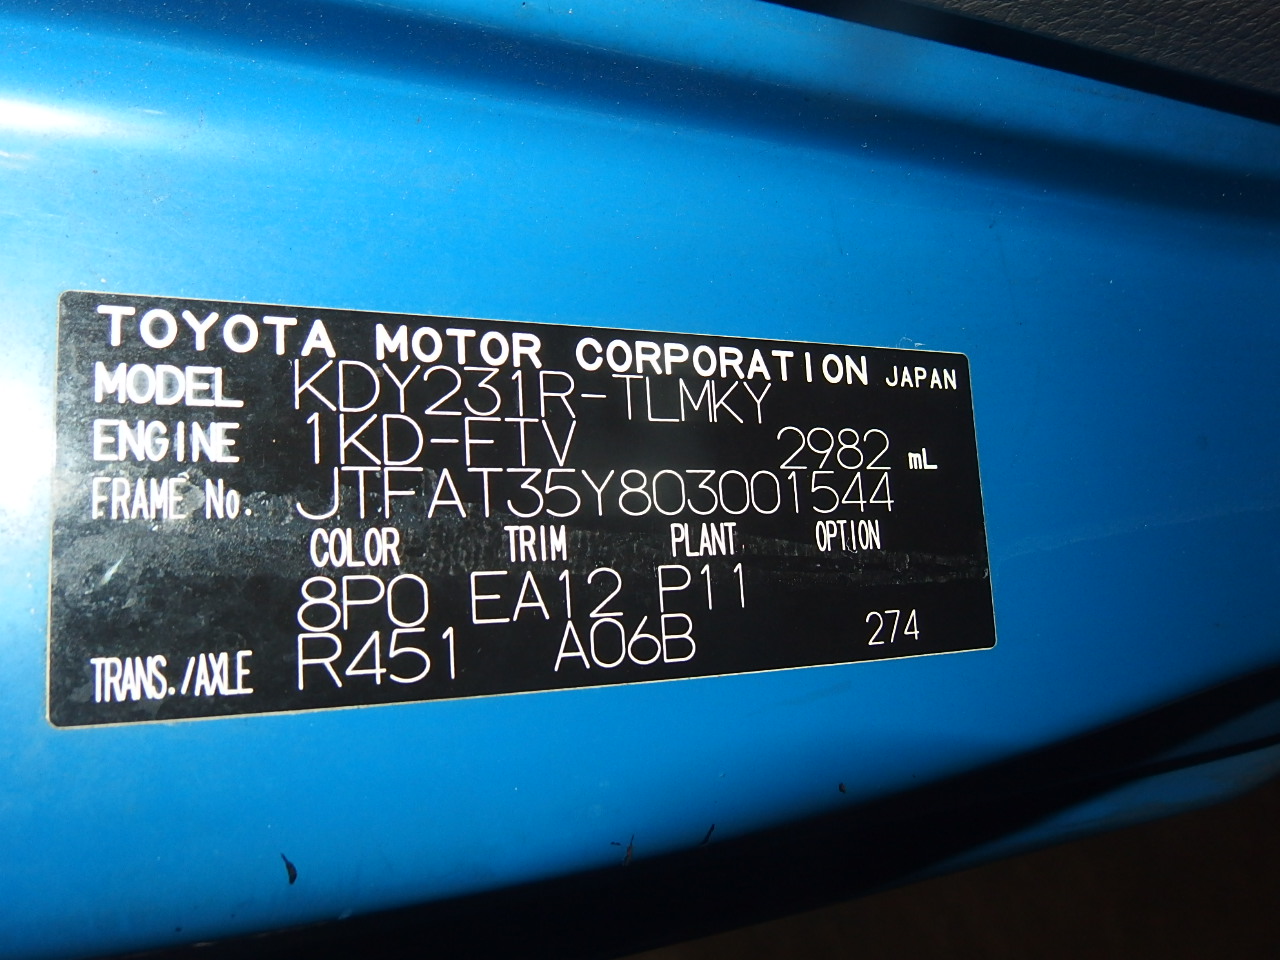 TOYOTA MOTOR CORPORATION JAPAN
MODEL KDY231R-TLMKY
ENGINE 1KD-FTV 2982 mL
FRAME No. JTFAT35Y803001544
COLOR TRIM PLANT OPTION
8P0 EA12 P11
TRANS./AXLE R451 A06B 274